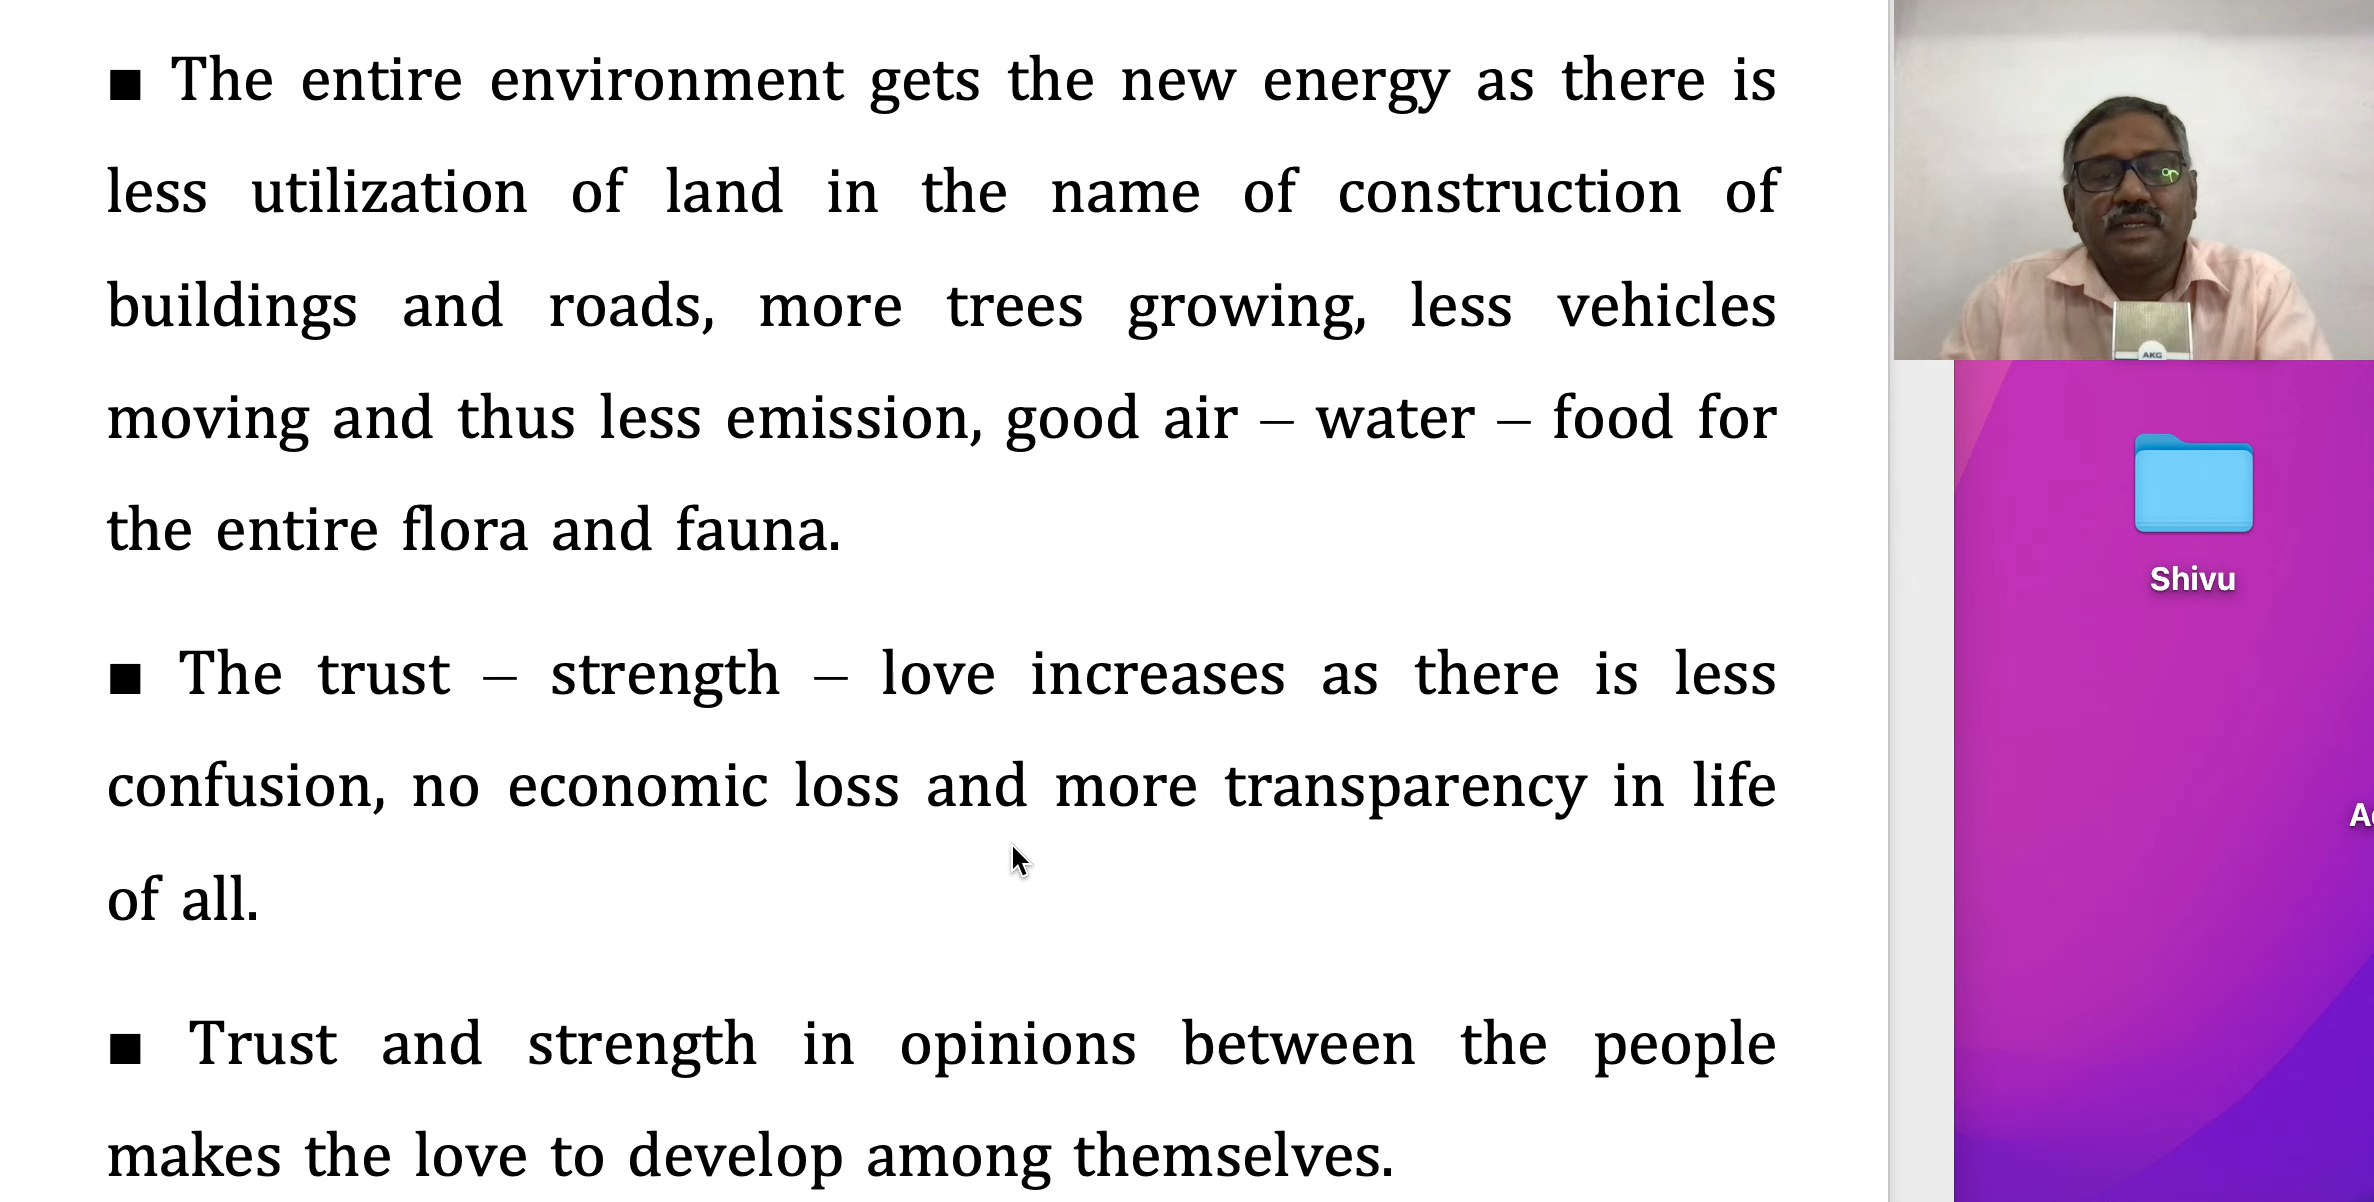 ■ The entire environment gets the new energy as there is
less utilization of land in the name of construction of
buildings and roads, more trees growing, less vehicles
moving and thus less emission, good air – water – food for
the entire flora and fauna.
■ The trust – strength – love increases as there is less
confusion, no economic loss and more transparency in life
of all.
■ Trust and strength in opinions between the people
makes the love to develop among themselves.
AKG
Shivu